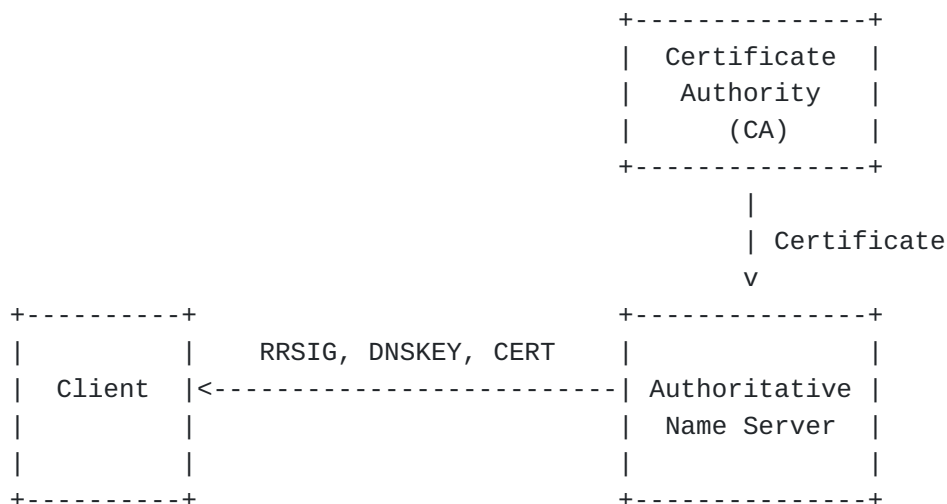 Certificate
Authority
(CA)
Certificate
RRSIG, DNSKEY, CERT
Client
Authoritative
Name Server